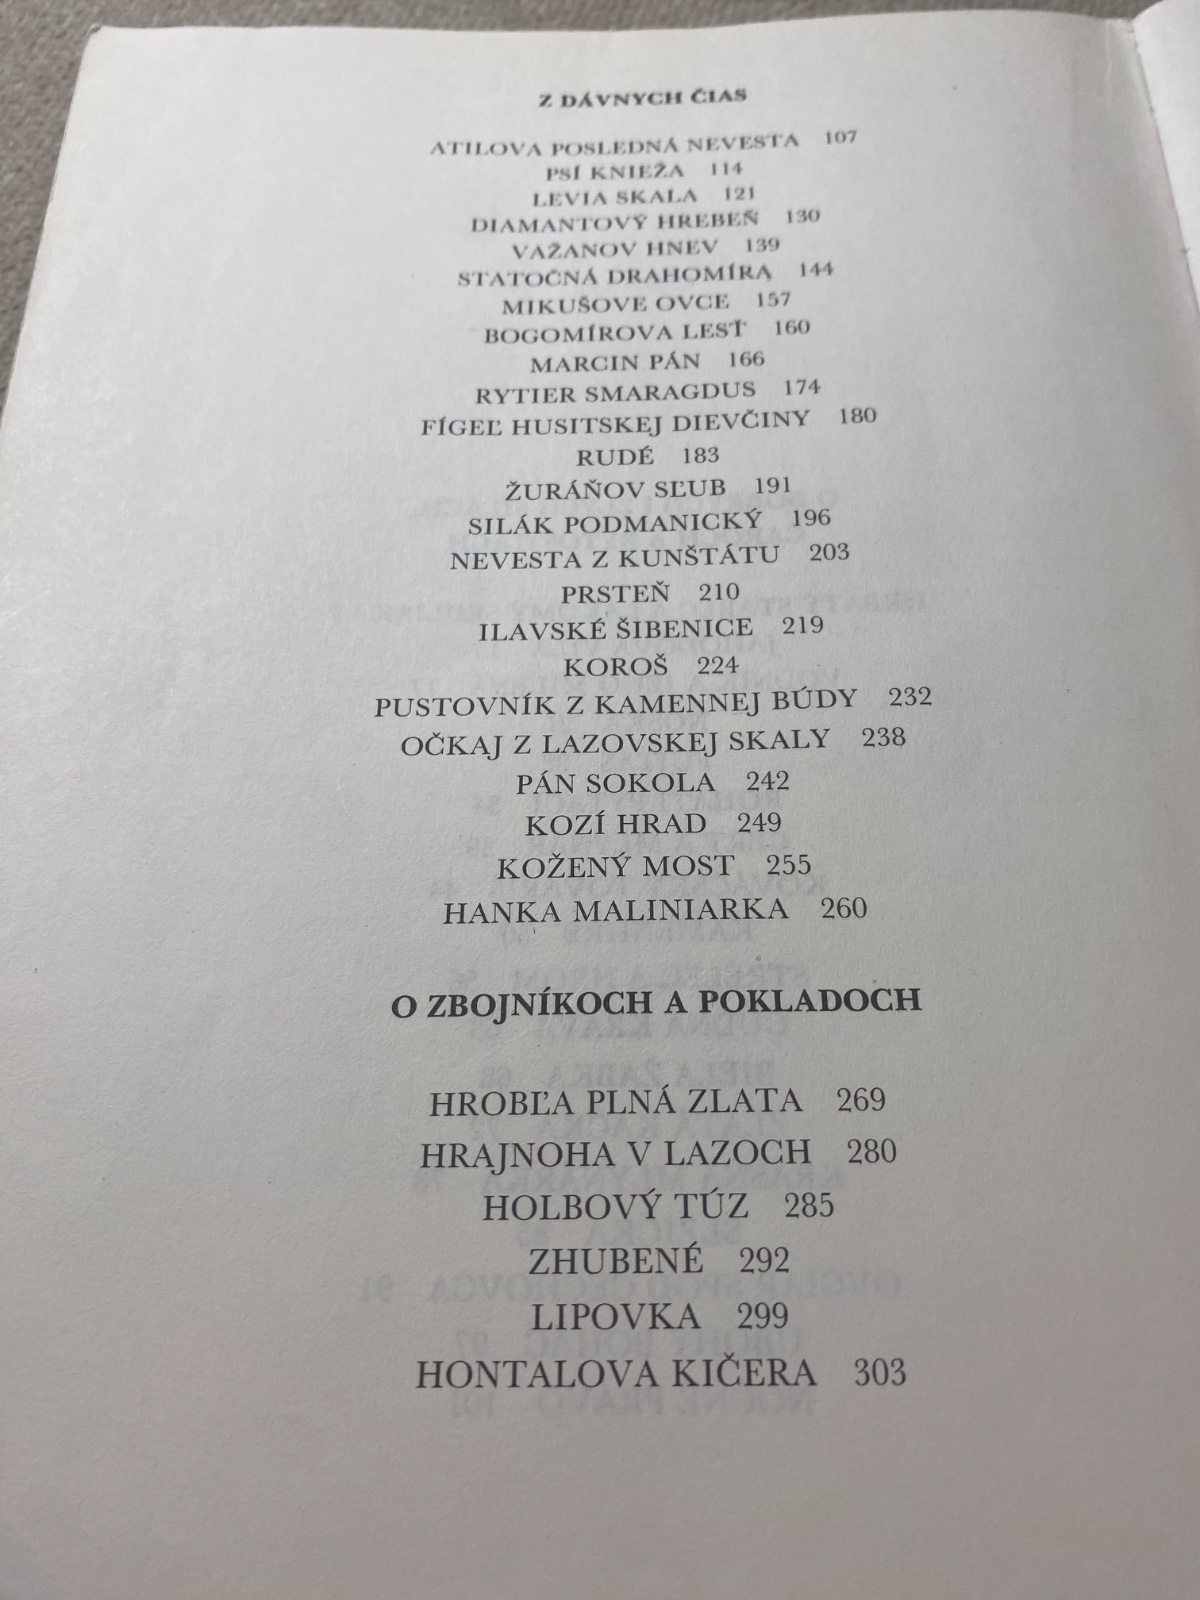 Z DÁVNYCH ČIAS
ATILOVA POSLEDNÁ NEVESTA 107
PSÍ KNIEŽA 114
LEVIA SKALA 121
DIAMANTOVÝ HREBEŇ 130
VAŽANOV HNEV 139
STATOČNÁ DRAHOMÍRA 144
MIKUŠOVE OVCE 157
BOGOMÍROVA LESŤ 160
MARCIN PÁN 166
RYTIER SMARAGDUS 174
FÍGEĽ HUSITSKEJ DIEVČINY 180
RUDÉ 183
ŽURÁŇOV SĽUB 191
SILÁK PODMANICKÝ 196
NEVESTA Z KUNŠTÁTU 203
PRSTEŇ 210
ILAVSKÉ ŠIBENICE 219
KOROŠ 224
PUSTOVNÍK Z KAMENNEJ BÚDY 232
OČKAJ Z LAZOVSKEJ SKALY 238
PÁN SOKOLA 242
KOZÍ HRAD 249
KOŽENÝ MOST 255
HANKA MALINIARKA 260
O ZBOJNÍKOCH A POKLADOCH
HROBĽA PLNÁ ZLATA 269
HRAJNOHA V LAZOCH 280
HOLBOVÝ TÚZ 285
ZHUBENÉ 292
LIPOVKA 299
HONTALOVA KIČERA 303